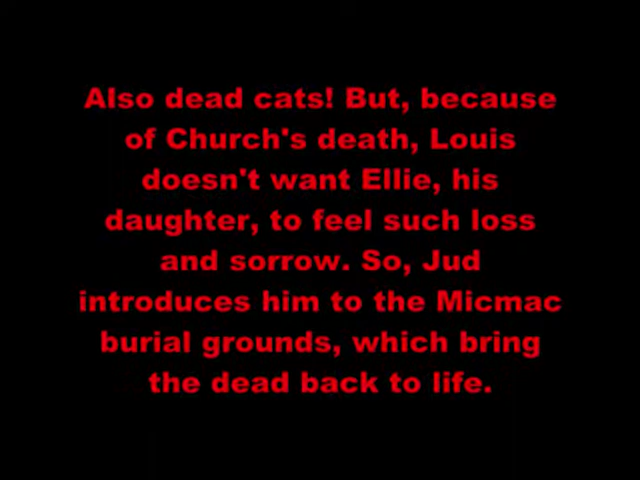 Also dead cats! But, because
of Church's death, Louis
doesn't want Ellie, his
daughter, to feel such loss
and sorrow. So, Jud
introduces him to the Micmac
burial grounds, which bring
the dead back to life.